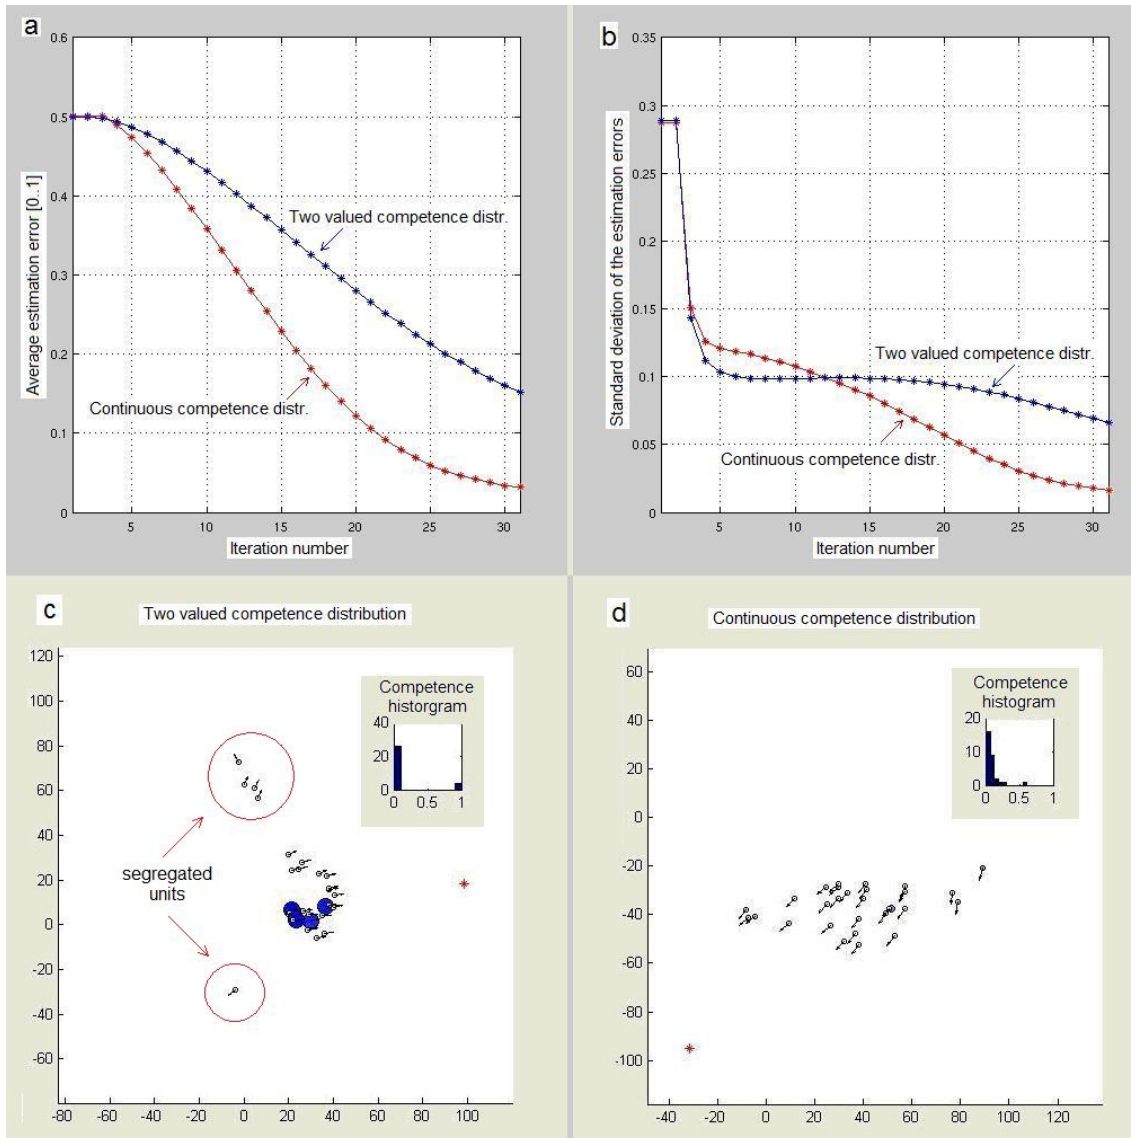 a
0.6
0.5
0.4
0.3
0.2
0.1
0
Average estimation error [0..1]
Two valued competence distr.
Continuous competence distr.
5 10 15 20 25 30
Iteration number
b
0.35
0.3
0.25
0.2
0.15
0.1
0.05
0
Standard deviation of the estimation errors
Two valued competence distr.
Continuous competence distr.
5 10 15 20 25 30
Iteration number
c
Two valued competence distribution
120
100
80
60
40
20
0
-20
-40
-60
Competence
historgram
40
20
0
0 0.5 1
segregated
units
-80 -60 -40 -20 0 20 40 60 80 100
d
Continuous competence distribution
60
40
20
0
-20
-40
-60
-80
-100
Competence
histogram
20
10
0
0 0.5 1
-40 -20 0 20 40 60 80 100 120